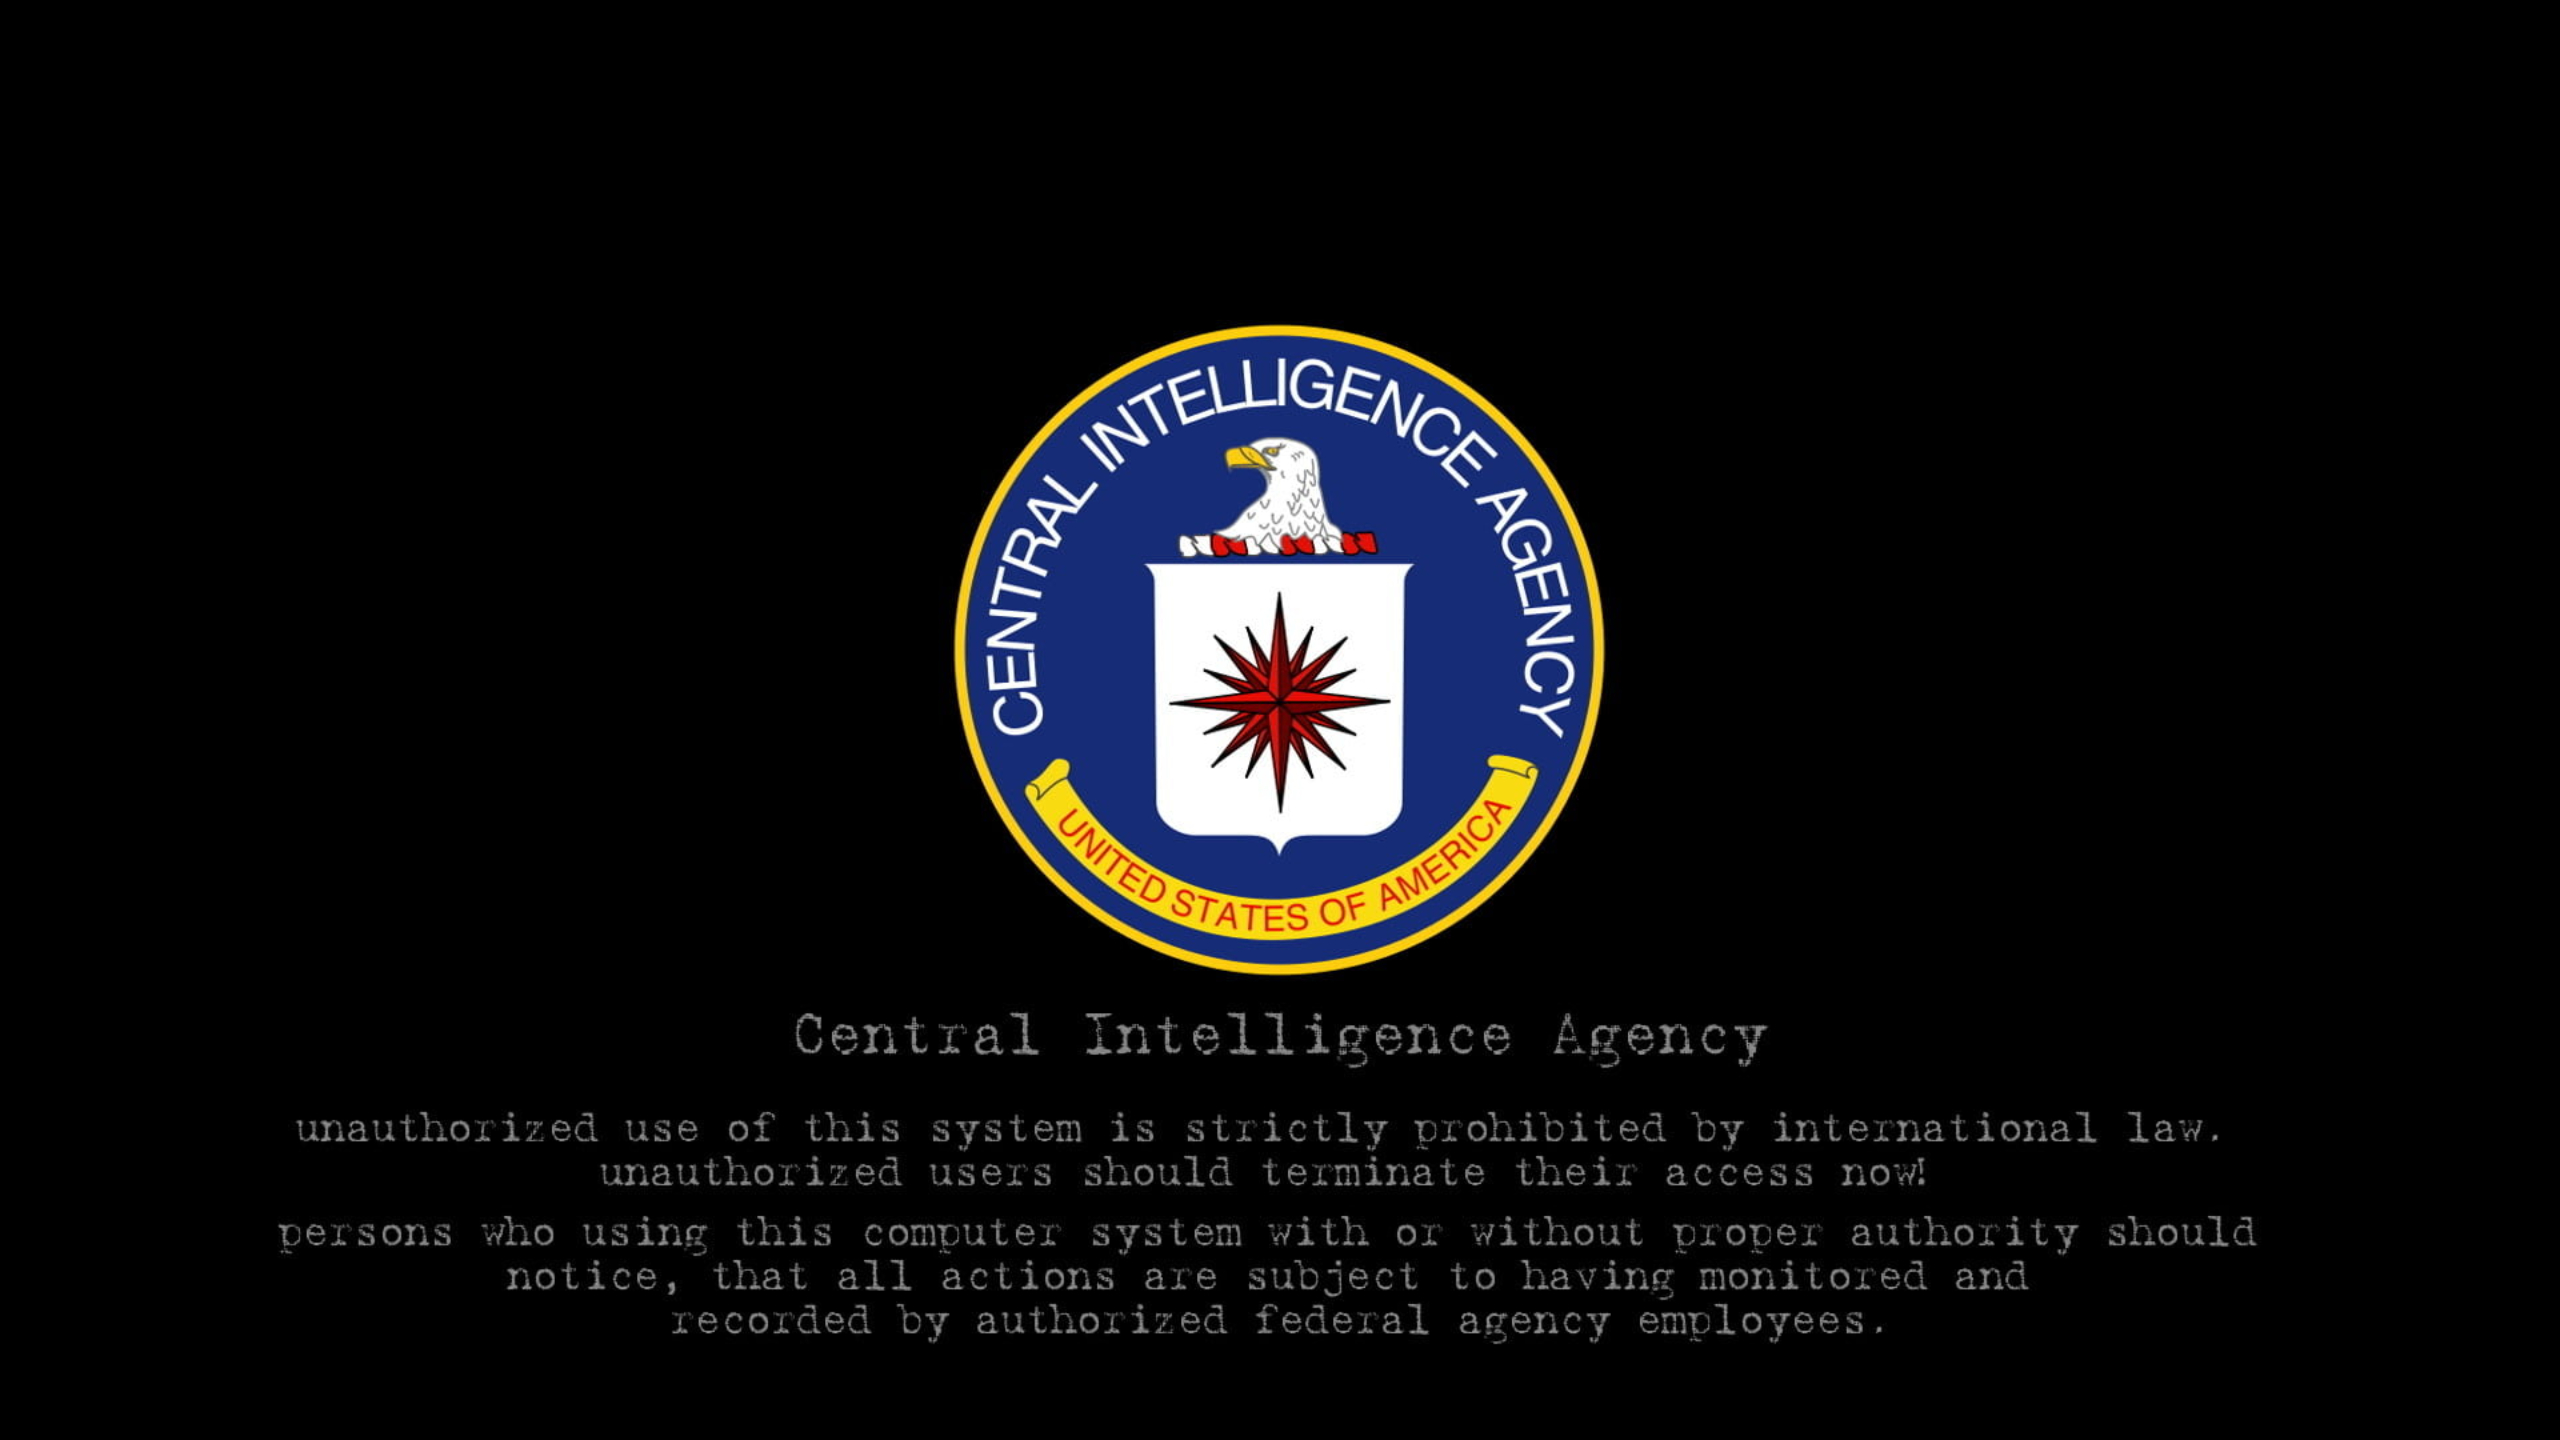 CENTRAL INTELLIGENCE AGENCY
UNITED STATES OF AMERICA
Central Intelligence Agency
unauthorized use of this system is strictly prohibited by international law.
unauthorized users should terminate their access now!
persons who using this computer system with or without proper authority should
notice, that all actions are subject to having monitored and
recorded by authorized federal agency employees.